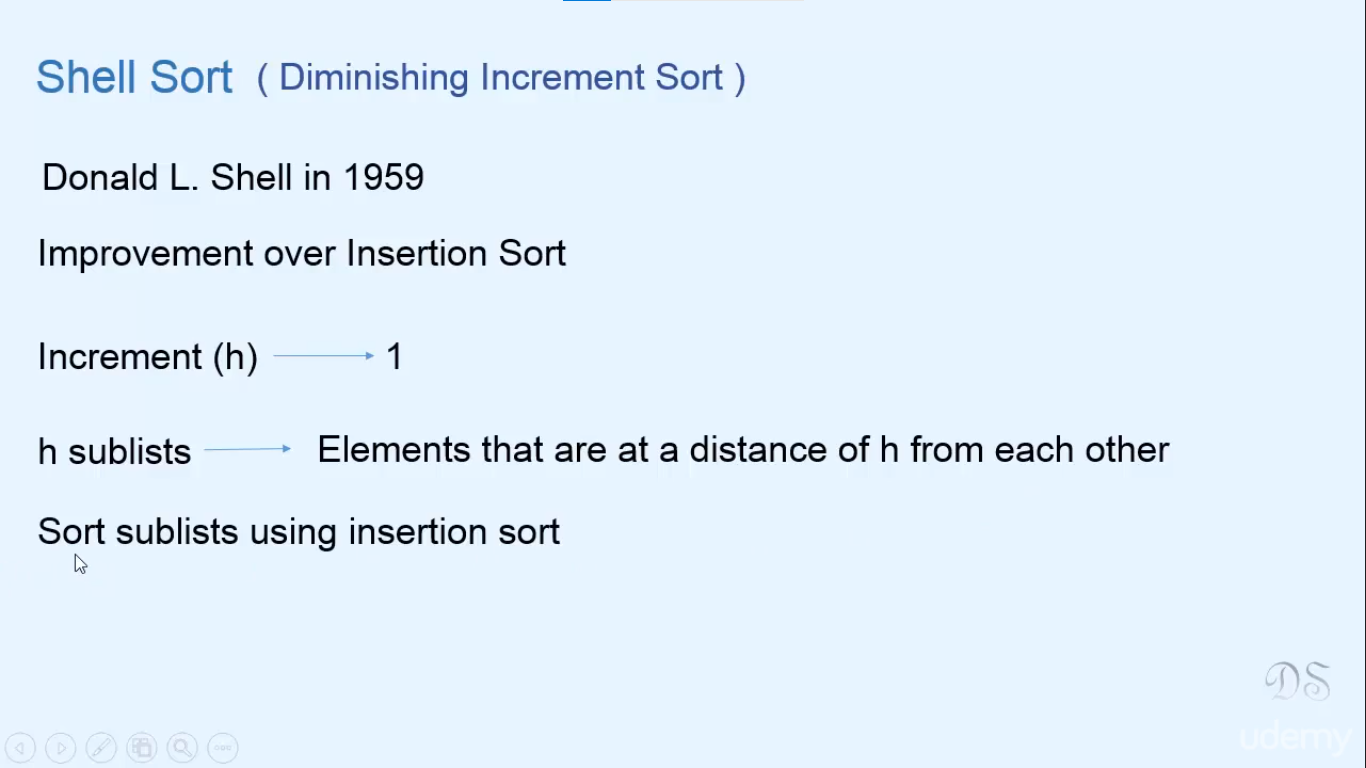 Shell Sort ( Diminishing Increment Sort )
Donald L. Shell in 1959
Improvement over Insertion Sort
Increment (h) 1
h sublists Elements that are at a distance of h from each other
Sort sublists using insertion sort
DS
udemy